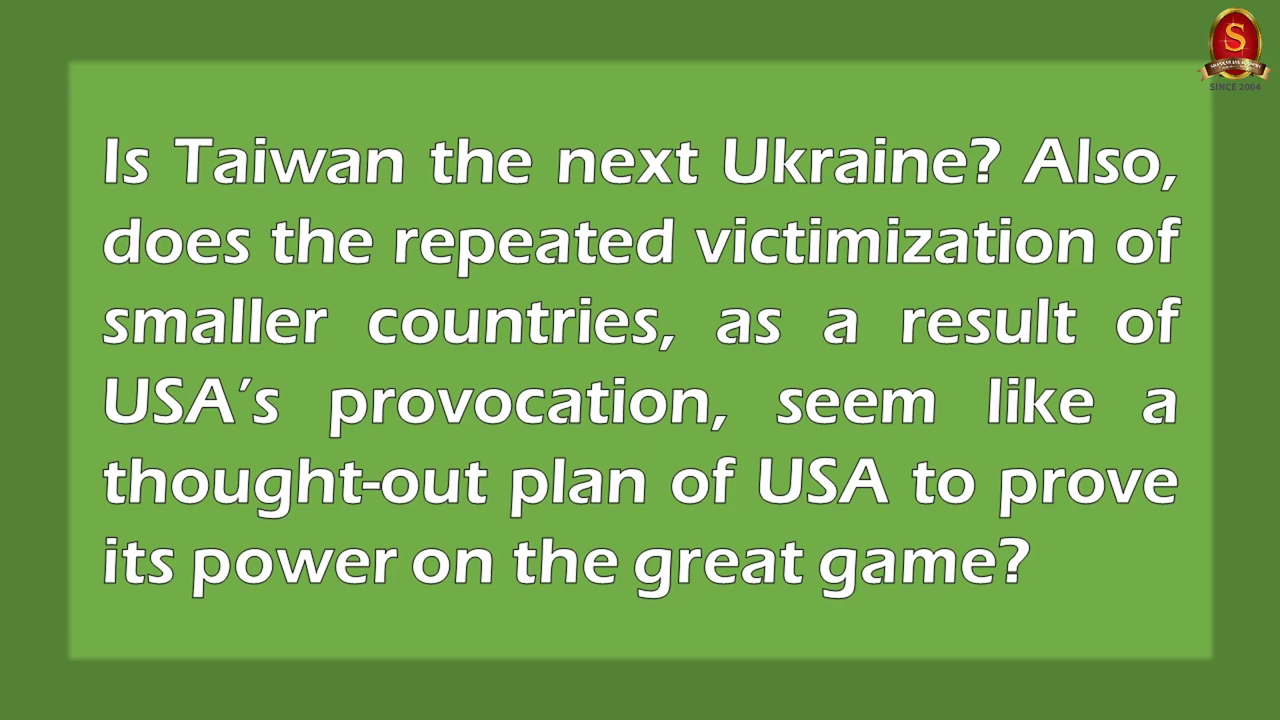 S
SINCE 2004
Is Taiwan the next Ukraine? Also,
does the repeated victimization of
smaller countries, as a result of
USA’s provocation, seem like a
thought-out plan of USA to prove
its power on the great game?